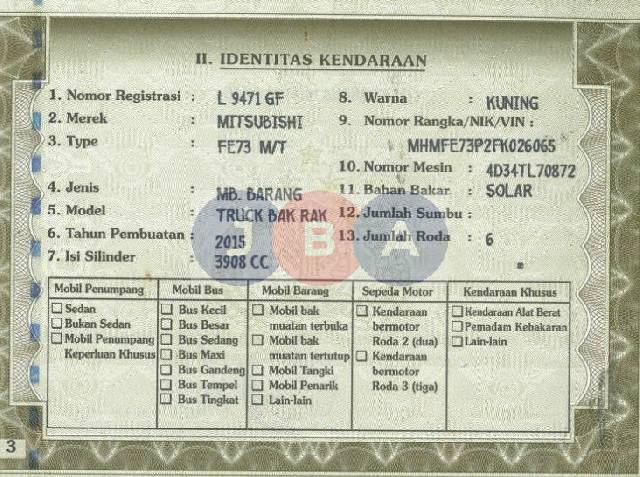 II. IDENTITAS KENDARAAN
1. Nomor Registrasi : L 9471 GF
2. Merek : MITSUBISHI
3. Type : FE73 M/T
4. Jenis : MB. BARANG
5. Model : TRUCK BAK RAK
6. Tahun Pembuatan : 2015
7. Isi Silinder : 3908 CC
8. Warna : KUNING
9. Nomor Rangka/NIK/VIN :
MHMFE73P2FK026065
10. Nomor Mesin : 4D34TL70872
11. Bahan Bakar : SOLAR
12. Jumlah Sumbu :
13. Jumlah Roda : 6
JBA
Mobil Penumpang
Sedan
Bukan Sedan
Mobil Penumpang
Keperluan Khusus
Mobil Bus
Bus Kecil
Bus Besar
Bus Sedang
Bus Maxi
Bus Gandeng
Bus Tempel
Bus Tingkat
Mobil Barang
Mobil bak
muatan terbuka
Mobil bak
muatan tertutup
Mobil Tangki
Mobil Penarik
Lain-lain
Sepeda Motor
Kendaraan
bermotor
Roda 2 (dua)
Kendaraan
bermotor
Roda 3 (tiga)
Kendaraan Khusus
Kendaraan Alat Berat
Pemadam Kebakaran
Lain-lain
3